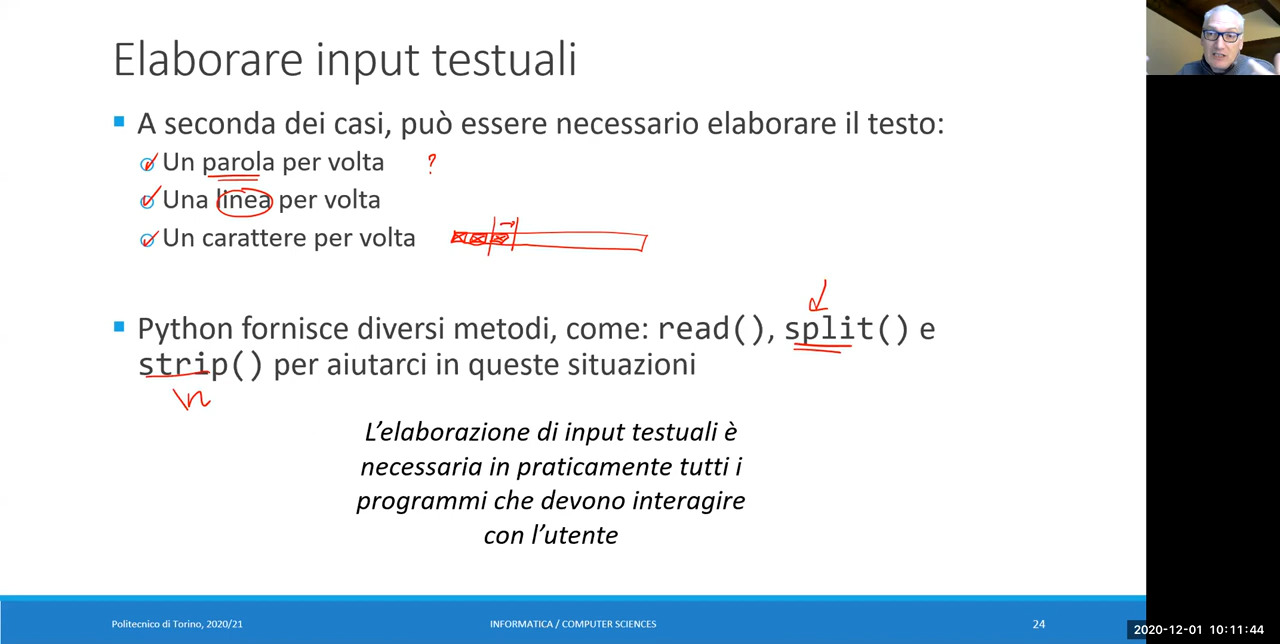 Elaborare input testuali
A seconda dei casi, può essere necessario elaborare il testo:
Un parola per volta ?
Una linea per volta
Un carattere per volta
Python fornisce diversi metodi, come: read(), split() e
strip() per aiutarci in queste situazioni
\n
L'elaborazione di input testuali è
necessaria in praticamente tutti i
programmi che devono interagire
con l'utente
Politecnico di Torino, 2020/21
INFORMATICA / COMPUTER SCIENCES
24
2020-12-01 10:11:44